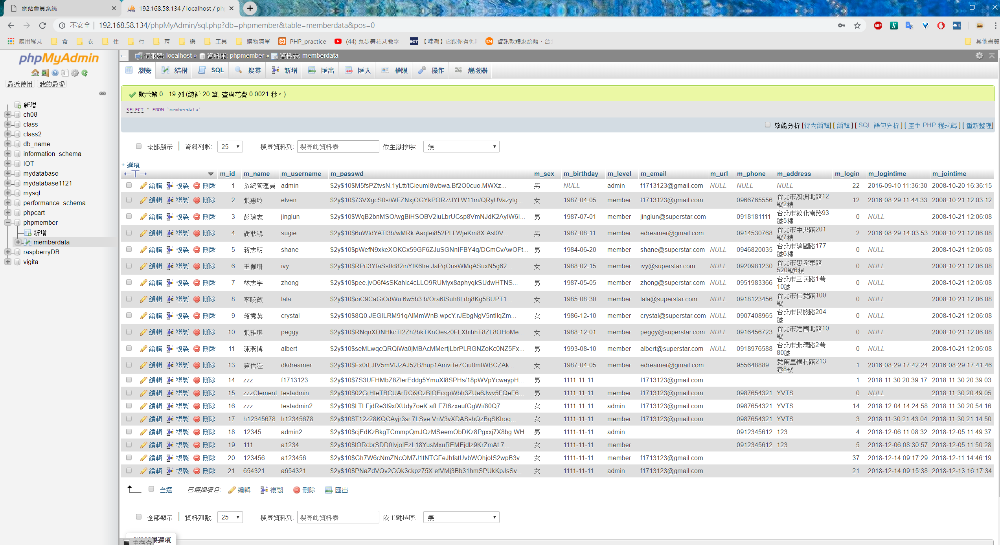 網站會員系統
192.168.58.134 / localhost / ph
不安全 | 192.168.58.134/phpMyAdmin/sql.php?db=phpmember&table=memberdata&pos=0
應用程式 食 衣 住 行 育 樂 工具 購物清單 PHP_practice (44) 鬼步舞花式教學 【哇潮】它跟你有仇 資訊軟體系統類、台 其他書籤
phpMyAdmin
最近使用 我的最愛
新增
ch08
class
class2
db_name
information_schema
IOT
mydatabase
mydatabase1121
mysql
performance_schema
phpcart
phpmember
新增
memberdata
raspberryDB
vigita
伺服器: localhost » 資料庫: phpmember » 資料表: memberdata
瀏覽 結構 SQL 搜尋 新增 匯出 匯入 權限 操作 觸發器
顯示第 0 - 19 列 (總計 20 筆, 查詢花費 0.0021 秒。)
SELECT * FROM `memberdata`
效能分析 [行內編輯] [ 編輯 ] [ SQL 語句分析 ] [ 產生 PHP 程式碼 ] [ 重新整理]
全部顯示 | 資料列數: 25 搜尋資料列: 搜尋此資料表 依主鍵排序: 無
+ 選項
←T→ m_id m_name m_username m_passwd m_sex m_birthday m_level m_email m_url m_phone m_address m_login m_logintime m_jointime
編輯 複製 刪除 1 系統管理員 admin $2y$10$M5fsPZtvsN.1yLtt/tCieumI8wbwa.Bf2O0cuo.MWXz... 男 NULL admin f1713123@gmail.com NULL NULL NULL 22 2016-09-10 11:36:30 2008-10-20 16:36:15
編輯 複製 刪除 2 張惠玲 elven $2y$10$73VXgcS0s/WFZNxjOGYkPORz/JYLW11m/QRyUVazyIg... 女 1987-04-05 member f1713123@gmail.com 0966765556 台北市濟洲北路12號2樓 12 2016-08-29 11:44:33 2008-10-21 12:03:12
編輯 複製 刪除 3 彭建志 jinglun $2y$10$WqB2bnMSO/wgBiHSOBV2iuLbrUCsp8VmNJdK2AyIW6I... 男 1987-07-01 member jinglun@superstar.com 0918181111 台北市敦化南路93號5樓 0 NULL 2008-10-21 12:06:08
編輯 複製 刪除 4 謝耿鴻 sugie $2y$10$6uWtdYATI3b/wMRk.Aaqlei852PLf.WjeKm8X.Asl0V... 男 1987-08-11 member edreamer@gmail.com 0914530768 台北市中央路201號7樓 2 2016-08-29 14:03:53 2008-10-21 12:06:08
編輯 複製 刪除 5 蔣志明 shane $2y$10$pWefN9xkeXOKCx59GF6ZJuSGNnIFBY4q/DCmCvAwOFt... 男 1984-06-20 member shane@superstar.com NULL 0946820035 台北市建國路177號6樓 0 NULL 2008-10-21 12:06:08
編輯 複製 刪除 6 王佩珊 ivy $2y$10$RPrt3YfaSs0d82inYIK6he.JaPqOrisWMqASuxN5g62... 女 1988-02-15 member ivy@superstar.com NULL 0920981230 台北市忠孝東路520號6樓 0 NULL 2008-10-21 12:06:08
編輯 複製 刪除 7 林志宇 zhong $2y$10$pee.jvO6f4sSKahlc4cLLO9RUMyx8aphyqkSUdwHTNS... 男 1987-05-05 member zhong@superstar.com NULL 0951983366 台北市三民路1巷10號 0 NULL 2008-10-21 12:06:08
編輯 複製 刪除 8 李曉薇 lala $2y$10$oiC9CaGiOdWu.6w5b3.b/Ora6fSuh8Lrbj8Kg5BUPT1... 女 1985-08-30 member lala@superstar.com NULL 0918123456 台北市仁愛路100號 0 NULL 2008-10-21 12:06:08
編輯 複製 刪除 9 賴秀英 crystal $2y$10$8Q0.JEGILRM91qAlMmWnB.wpcY.rJEbgNgV5ntIlqZm... 女 1986-12-10 member crystal@superstar.com NULL 0907408965 台北市民族路204號 0 NULL 2008-10-21 12:06:08
編輯 複製 刪除 10 張雅琪 peggy $2y$10$RNqnXDNHkcTI2Zh2bkTKnOesz0FLXhihhT8ZL8OHoMe... 女 1988-12-01 member peggy@superstar.com NULL 0916456723 台北市建國北路10號 0 NULL 2008-10-21 12:06:08
編輯 複製 刪除 11 陳燕博 albert $2y$10$seMLwqcQRQiWa0jMBAcMMertjLbrPLRGNZoKc0NZ5Fx... 男 1993-08-10 member albert@superstar.com NULL 0918976588 台北市北環路2巷80號 0 NULL 2008-10-21 12:06:08
編輯 複製 刪除 13 黃信溢 dkdreamer $2y$10$Fx0rLJtV5mVtJzAJ52B/hup1AmviTe7Ciu0mtWBCZAk... 女 1987-04-05 member edreamer@gmail.com 955648889 愛蘭里梅村路213巷8號 1 2016-08-29 17:42:24 2016-08-29 17:41:46
編輯 複製 刪除 14 zzz f1713123 $2y$10$7S3UFHMbZ8ZlerEddg5YmuXl8SPHs/18pWVpYcwaypH... 男 1111-11-11 f1713123@gmail.com 1 2018-11-30 20:39:17 2018-11-30 20:39:03
編輯 複製 刪除 15 zzzClement testadmin $2y$10$02GrHteTBCUArRCi9OzBlOEcqpWbh3ZUa6Jwv5FQeF6... 男 1111-11-11 member f1713123@gmail.com 0987654321 YVTS 0 NULL 2018-11-30 20:49:05
編輯 複製 刪除 16 zzz testadmin2 $2y$10$LTLFjdRe3t9xfXUdy7oeK.afLF7t6zxaufGgWi/80Q7... 女 1111-11-11 admin f1713123@gmail.com 0987654321 YVTS 14 2018-12-04 14:24:58 2018-11-30 20:54:16
編輯 複製 刪除 17 h12345678 h12345678 $2y$10$T12z28KQCAyjr3sr.7LSve.VnV3vXDASshQzBqSKhoq... 女 1111-11-11 member f1713123@gmail.com 0987654321 YVTS 3 2018-11-30 21:43:04 2018-11-30 21:14:50
編輯 複製 刪除 18 12345 admin2 $2y$10$cjEdKzBkgTCmmpQmJQzMSeemObDKz8Pgxxj7X8bg.WH... 男 1111-11-11 admin 0912345612 123 4 2018-12-06 11:08:32 2018-12-05 11:49:37
編輯 複製 刪除 19 111 a1234 $2y$10$lORcbrSDD0IvjolEzL18YusMxuREMEjdlz9KrZmAt.7... 女 1111-11-11 member 0912345612 123 5 2018-12-06 08:30:57 2018-12-05 11:50:28
編輯 複製 刪除 20 123456 a123456 $2y$10$Gh7W6cNmZNcOM7J1tNTGFeJhfatUvbWOhjolS2wpB3v... 女 1111-11-11 member f1713123@gmail.com 37 2018-12-14 09:17:29 2018-12-11 14:46:19
編輯 複製 刪除 21 654321 a654321 $2y$10$PNaZdVQv2GQk3ckpz75X.etVMj3Bb31hmSPUkKpJsSv... 女 1111-11-11 admin f1713123@gmail.com 21 2018-12-14 09:15:38 2018-12-13 16:17:34
全選 已選擇項目: 編輯 複製 刪除 匯出
全部顯示 | 資料列數: 25 搜尋資料列: 搜尋此資料表 依主鍵排序: 無
果選項
主控台